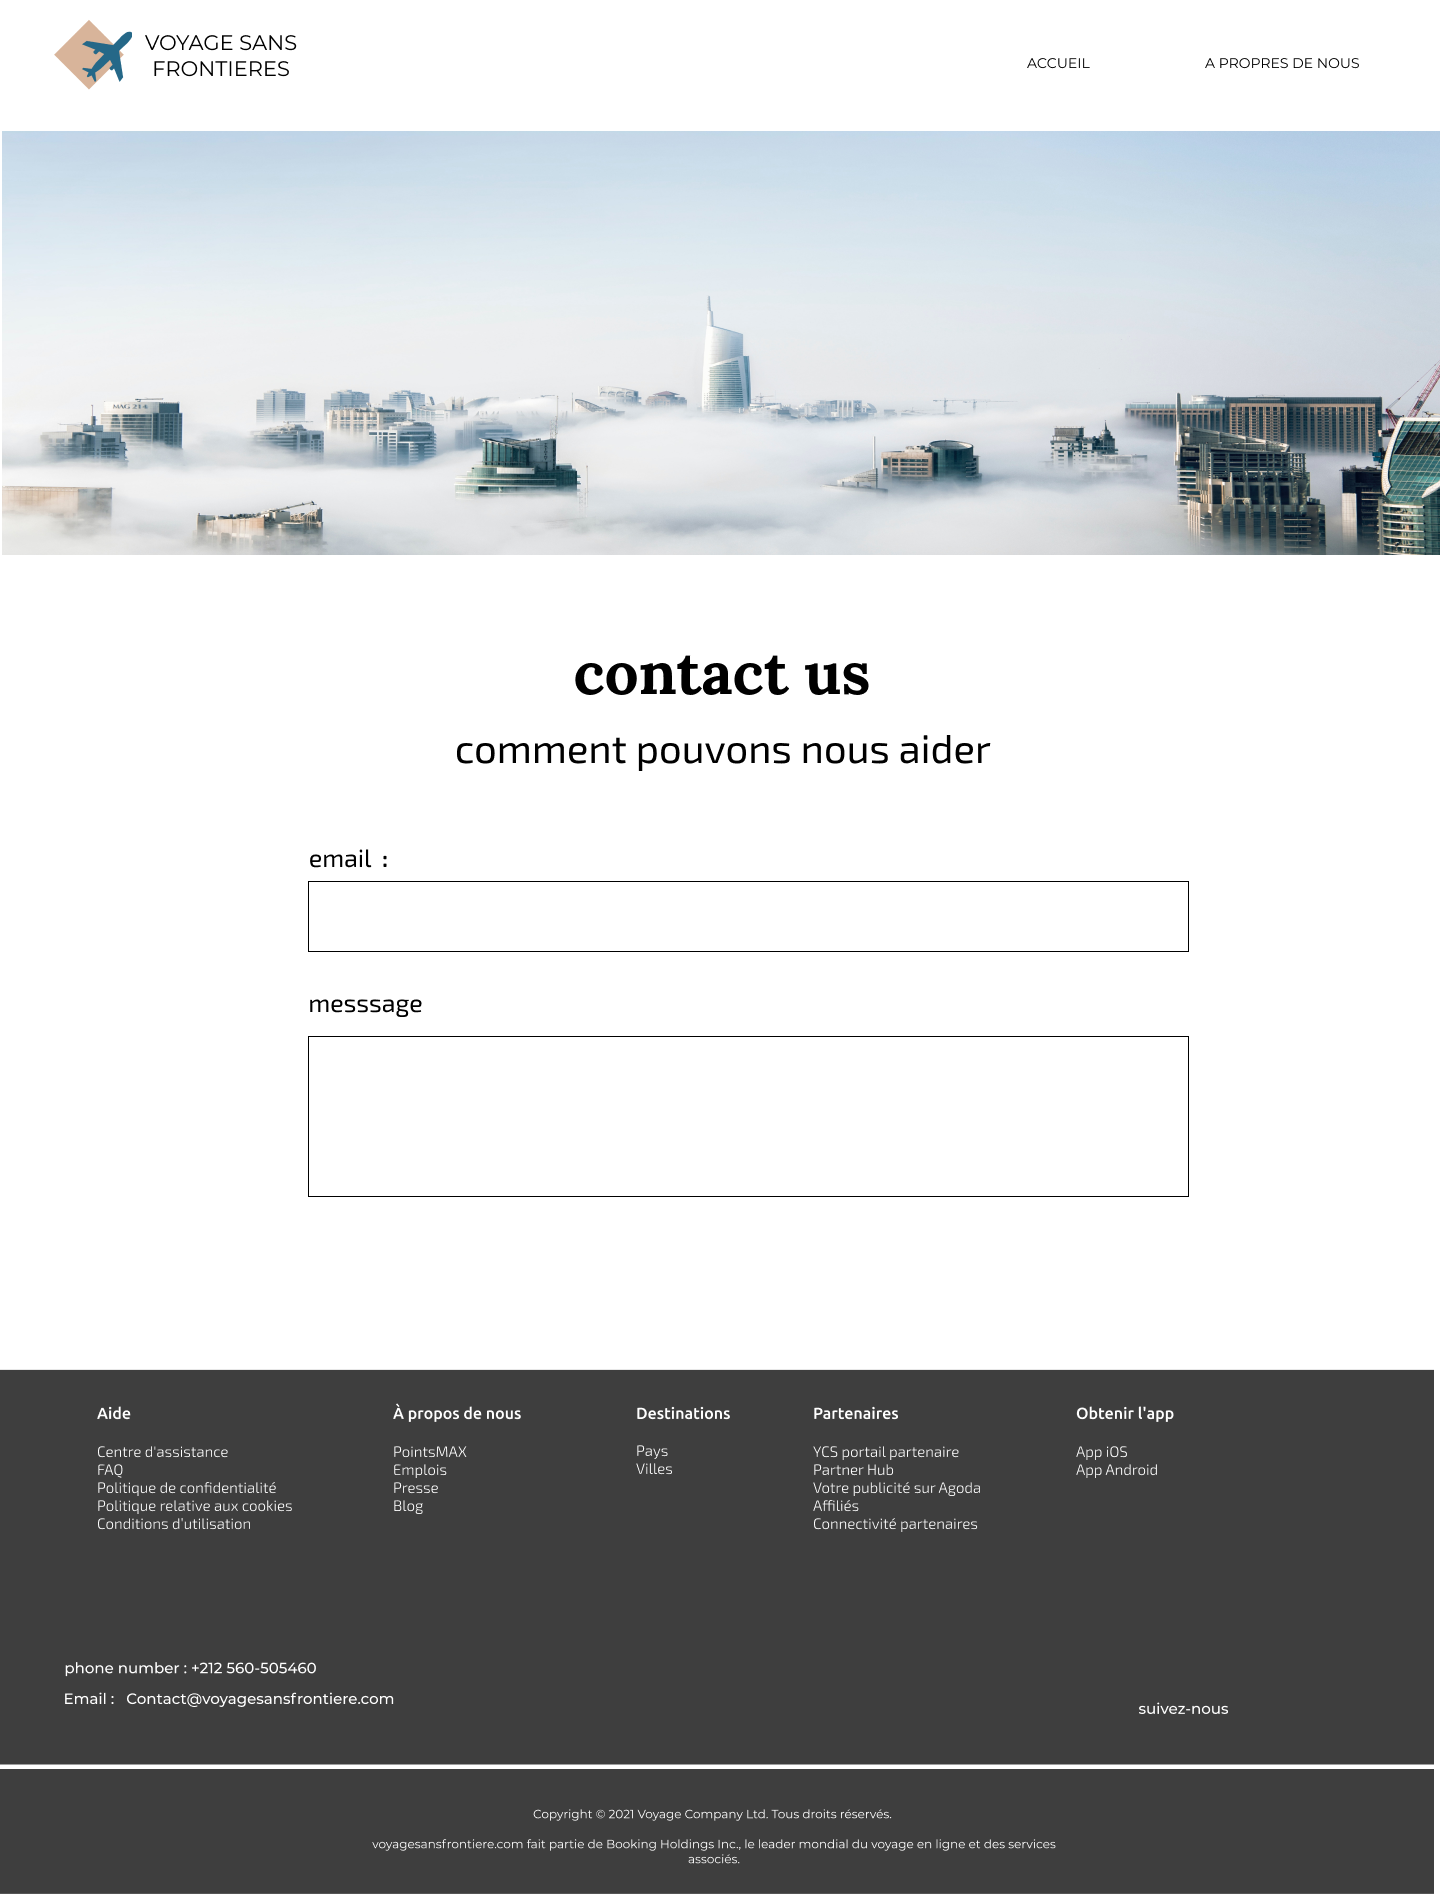 VOYAGE SANS
FRONTIERES
ACCUEIL
A PROPRES DE NOUS
MAG 214
contact us
comment pouvons nous aider
email :
messsage
Aide
Centre d'assistance
FAQ
Politique de confidentialité
Politique relative aux cookies
Conditions d'utilisation
À propos de nous
PointsMAX
Emplois
Presse
Blog
Destinations
Pays
Villes
Partenaires
YCS portail partenaire
Partner Hub
Votre publicité sur Agoda
Affiliés
Connectivité partenaires
Obtenir l'app
App iOS
App Android
phone number : +212 560-505460
Email : Contact@voyagesansfrontiere.com
suivez-nous
Copyright © 2021 Voyage Company Ltd. Tous droits réservés.
voyagesansfrontiere.com fait partie de Booking Holdings Inc., le leader mondial du voyage en ligne et des services
associés.